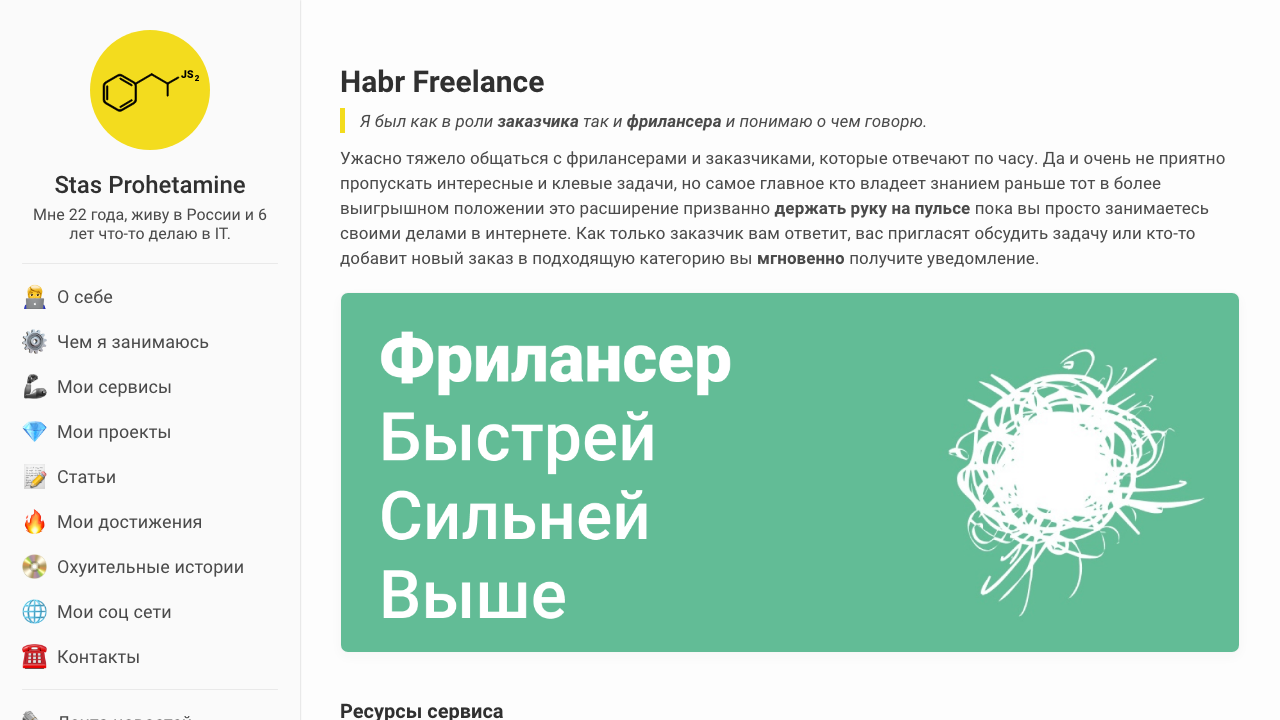 JS2
Stas Prohetamine
Мне 22 года, живу в России и 6
лет что-то делаю в IT.
О себе
Чем я занимаюсь
Мои сервисы
Мои проекты
Статьи
Мои достижения
Охуительные истории
Мои соц сети
Контакты
Лента новостей
Habr Freelance
Я был как в роли заказчика так и фрилансера и понимаю о чем говорю.
Ужасно тяжело общаться с фрилансерами и заказчиками, которые отвечают по часу. Да и очень не приятно
пропускать интересные и клевые задачи, но самое главное кто владеет знанием раньше тот в более
выигрышном положении это расширение призванно держать руку на пульсе пока вы просто занимаетесь
своими делами в интернете. Как только заказчик вам ответит, вас пригласят обсудить задачу или кто-то
добавит новый заказ в подходящую категорию вы мгновенно получите уведомление.
Фрилансер
Быстрей
Сильней
Выше
Ресурсы сервиса